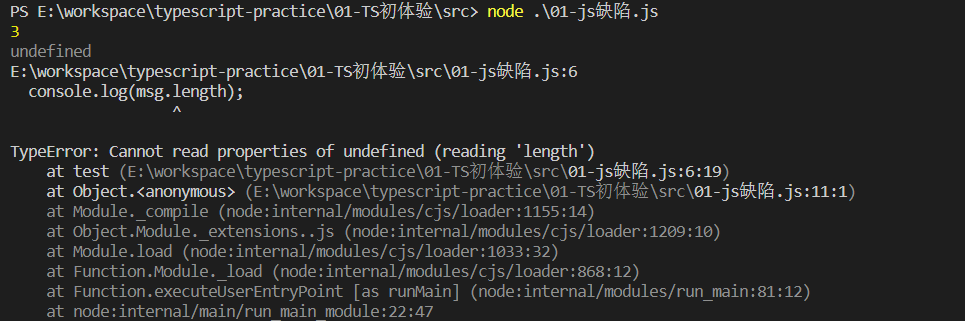 PS E:\workspace\typescript-practice\01-TS初体验\src> node .\01-js缺陷.js
3
undefined
E:\workspace\typescript-practice\01-TS初体验\src\01-js缺陷.js:6
  console.log(msg.length);
                  ^
TypeError: Cannot read properties of undefined (reading 'length')
    at test (E:\workspace\typescript-practice\01-TS初体验\src\01-js缺陷.js:6:19)
    at Object.<anonymous> (E:\workspace\typescript-practice\01-TS初体验\src\01-js缺陷.js:11:1)
    at Module._compile (node:internal/modules/cjs/loader:1155:14)
    at Object.Module._extensions..js (node:internal/modules/cjs/loader:1209:10)
    at Module.load (node:internal/modules/cjs/loader:1033:32)
    at Function.Module._load (node:internal/modules/cjs/loader:868:12)
    at Function.executeUserEntryPoint [as runMain] (node:internal/modules/run_main:81:12)
    at node:internal/main/run_main_module:22:47